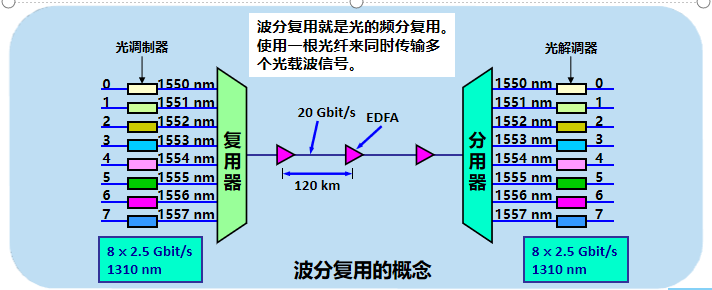 波分复用就是光的频分复用。
使用一根光纤来同时传输多
个光载波信号。
光调制器
光解调器
0 1550 nm
1 1551 nm
2 1552 nm
3 1553 nm
4 1554 nm
5 1555 nm
6 1556 nm
7 1557 nm
复用器
20 Gbit/s
EDFA
120 km
分用器
1550 nm 0
1551 nm 1
1552 nm 2
1553 nm 3
1554 nm 4
1555 nm 5
1556 nm 6
1557 nm 7
8 x 2.5 Gbit/s
1310 nm
8 x 2.5 Gbit/s
1310 nm
波分复用的概念